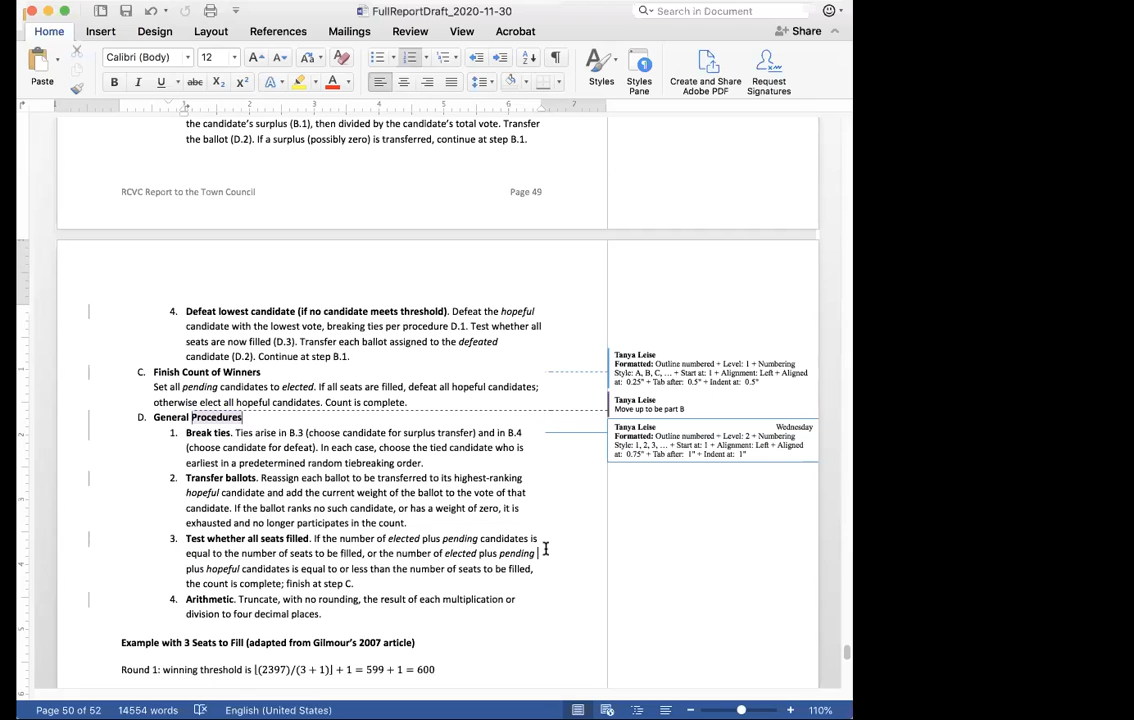 FullReportDraft_2020-11-30
Search in Document
Home Insert Design Layout References Mailings Review View Acrobat
Share
Calibri (Body) 12
Paste
Styles
Styles
Pane
Create and Share
Adobe PDF
Request
Signatures
the candidate's surplus (B.1), then divided by the candidate's total vote. Transfer
the ballot (D.2). If a surplus (possibly zero) is transferred, continue at step B.1.
RCVC Report to the Town Council Page 49
4. Defeat lowest candidate (if no candidate meets threshold). Defeat the hopeful
candidate with the lowest vote, breaking ties per procedure D.1. Test whether all
seats are now filled (D.3). Transfer each ballot assigned to the defeated
candidate (D.2). Continue at step B.1.
C. Finish Count of Winners
Set all pending candidates to elected. If all seats are filled, defeat all hopeful candidates;
otherwise elect all hopeful candidates. Count is complete.
D. General Procedures
1. Break ties. Ties arise in B.3 (choose candidate for surplus transfer) and in B.4
(choose candidate for defeat). In each case, choose the tied candidate who is
earliest in a predetermined random tiebreaking order.
2. Transfer ballots. Reassign each ballot to be transferred to its highest-ranking
hopeful candidate and add the current weight of the ballot to the vote of that
candidate. If the ballot ranks no such candidate, or has a weight of zero, it is
exhausted and no longer participates in the count.
3. Test whether all seats filled. If the number of elected plus pending candidates is
equal to the number of seats to be filled, or the number of elected plus pending
plus hopeful candidates is equal to or less than the number of seats to be filled,
the count is complete; finish at step C.
4. Arithmetic. Truncate, with no rounding, the result of each multiplication or
division to four decimal places.
Example with 3 Seats to Fill (adapted from Gilmour's 2007 article)
Round 1: winning threshold is ⌊(2397)/(3 + 1)⌋ + 1 = 599 + 1 = 600
Tanya Leise
Formatted: Outline numbered + Level: 1 + Numbering
Style: A, B, C, … + Start at: 1 + Alignment: Left + Aligned
at: 0.25" + Tab after: 0.5" + Indent at: 0.5"
Tanya Leise
Move up to be part B
Tanya Leise Wednesday
Formatted: Outline numbered + Level: 2 + Numbering
Style: 1, 2, 3, … + Start at: 1 + Alignment: Left + Aligned
at: 0.75" + Tab after: 1" + Indent at: 1"
Page 50 of 52 14554 words English (United States) 110%